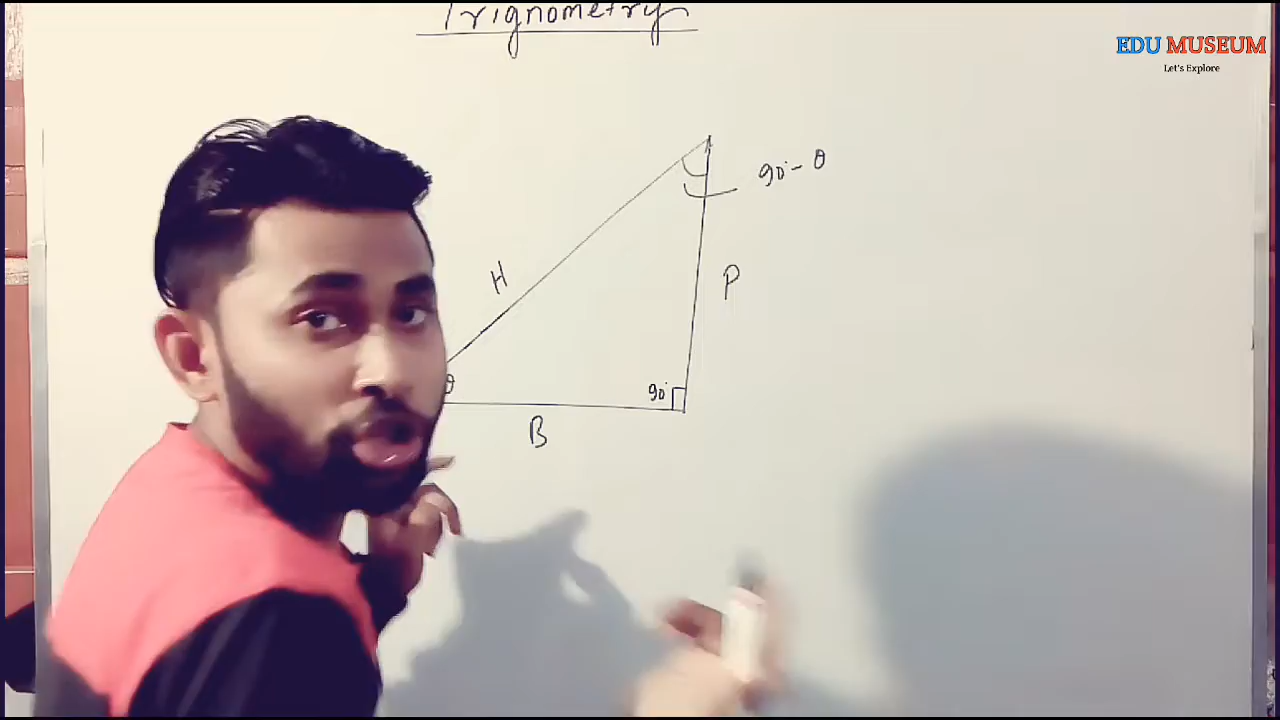 Trignometry
EDU MUSEUM
Let's Explore
90° - θ
H
P
θ
90°
B